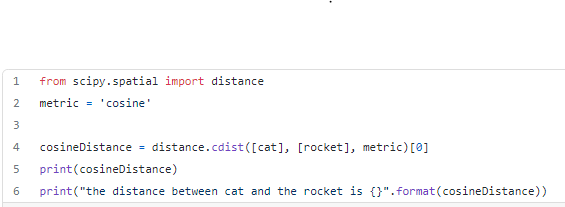 1 from scipy.spatial import distance
2 metric = 'cosine'
3
4 cosineDistance = distance.cdist([cat], [rocket], metric)[0]
5 print(cosineDistance)
6 print("the distance between cat and the rocket is {}".format(cosineDistance))